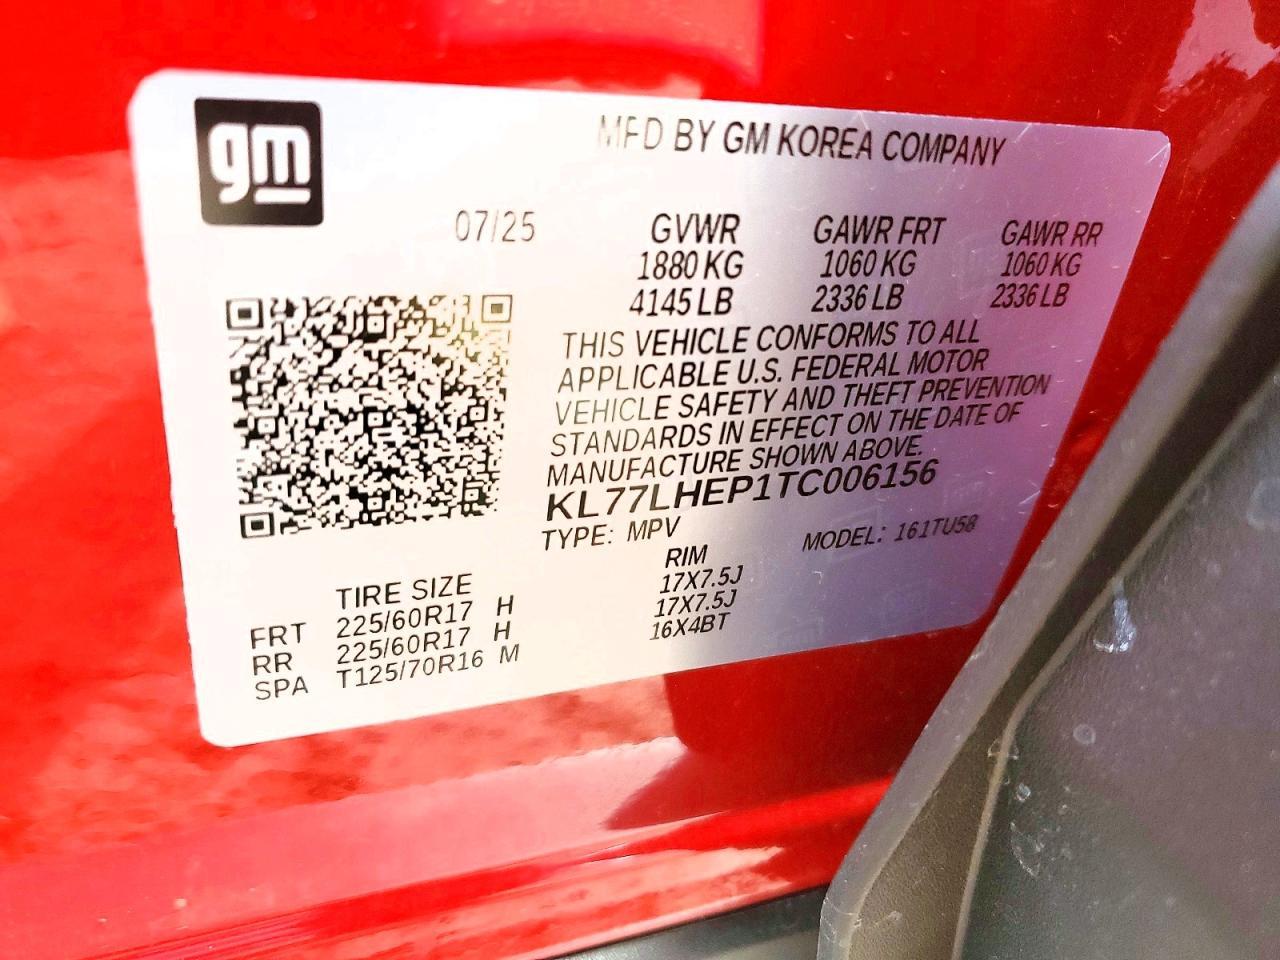 gm
MFD BY GM KOREA COMPANY
07/25 GVWR GAWR FRT GAWR RR
1880 KG 1060 KG 1060 KG
4145 LB 2336 LB 2336 LB
THIS VEHICLE CONFORMS TO ALL
APPLICABLE U.S. FEDERAL MOTOR
VEHICLE SAFETY AND THEFT PREVENTION
STANDARDS IN EFFECT ON THE DATE OF
MANUFACTURE SHOWN ABOVE.
KL77LHEP1TC006156
TYPE: MPV MODEL: 161TU58
TIRE SIZE RIM
FRT 225/60R17 H 17X7.5J
RR 225/60R17 H 17X7.5J
SPA T125/70R16 M 16X4BT